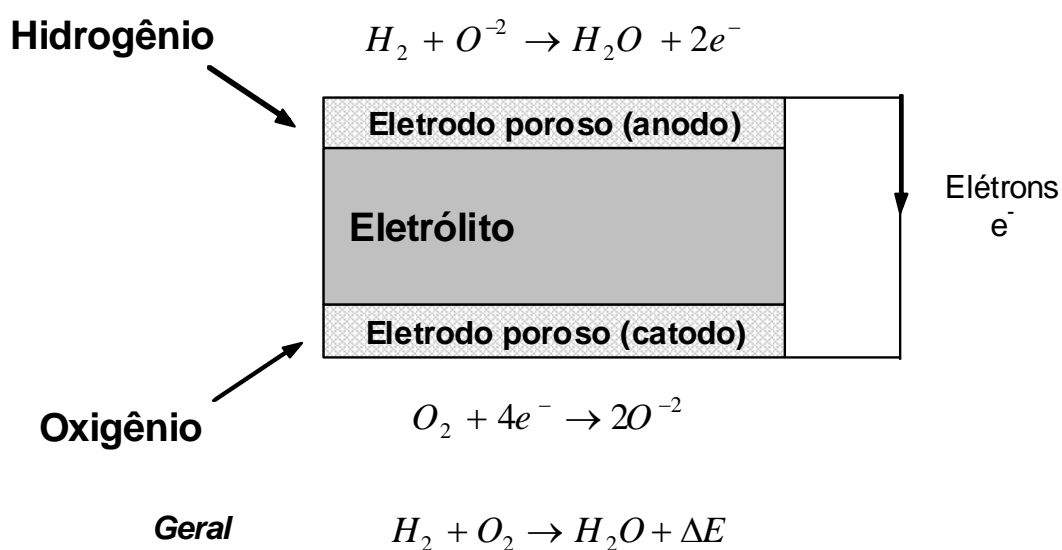 Hidrogênio
H₂ + O⁻² → H₂O + 2e⁻
Eletrodo poroso (anodo)
Eletrólito
Elétrons
e⁻
Eletrodo poroso (catodo)
Oxigênio
O₂ + 4e⁻ → 2O⁻²
Geral
H₂ + O₂ → H₂O + ΔE